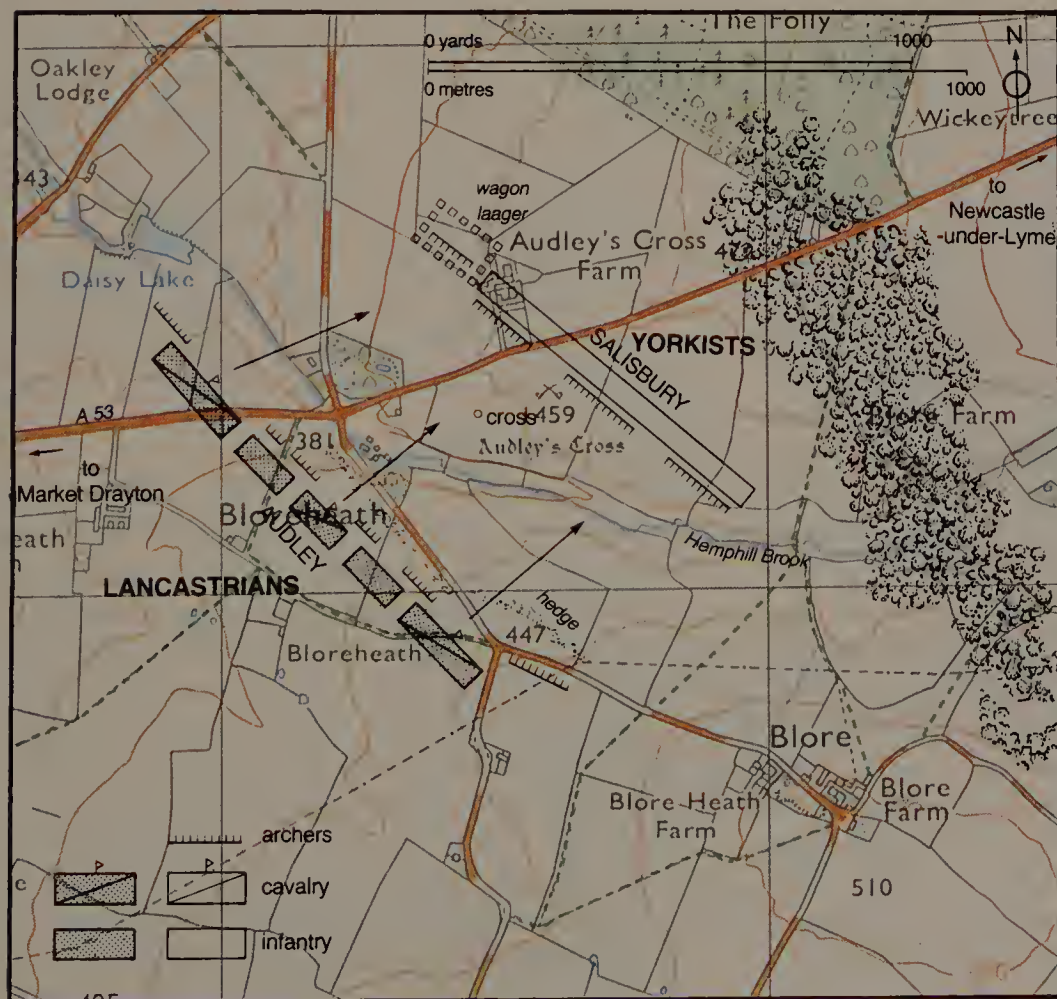 The Folly
0 yards 1000
0 metres 1000
N
Oakley
Lodge
Wickeytree
43
to
Newcastle
-under-Lyme
wagon
laager
Audley's Cross
Farm
Daisy Lake
YORKISTS
SALISBURY
A 53
cross
459
Audley's Cross
381
Blore Farm
to
Market Drayton
Bloreheath
eath
AUDLEY
Hemphill Brook
LANCASTRIANS
hedge
447
Bloreheath
Blore
Blore Heath
Farm
Blore
Farm
510
archers
cavalry
infantry